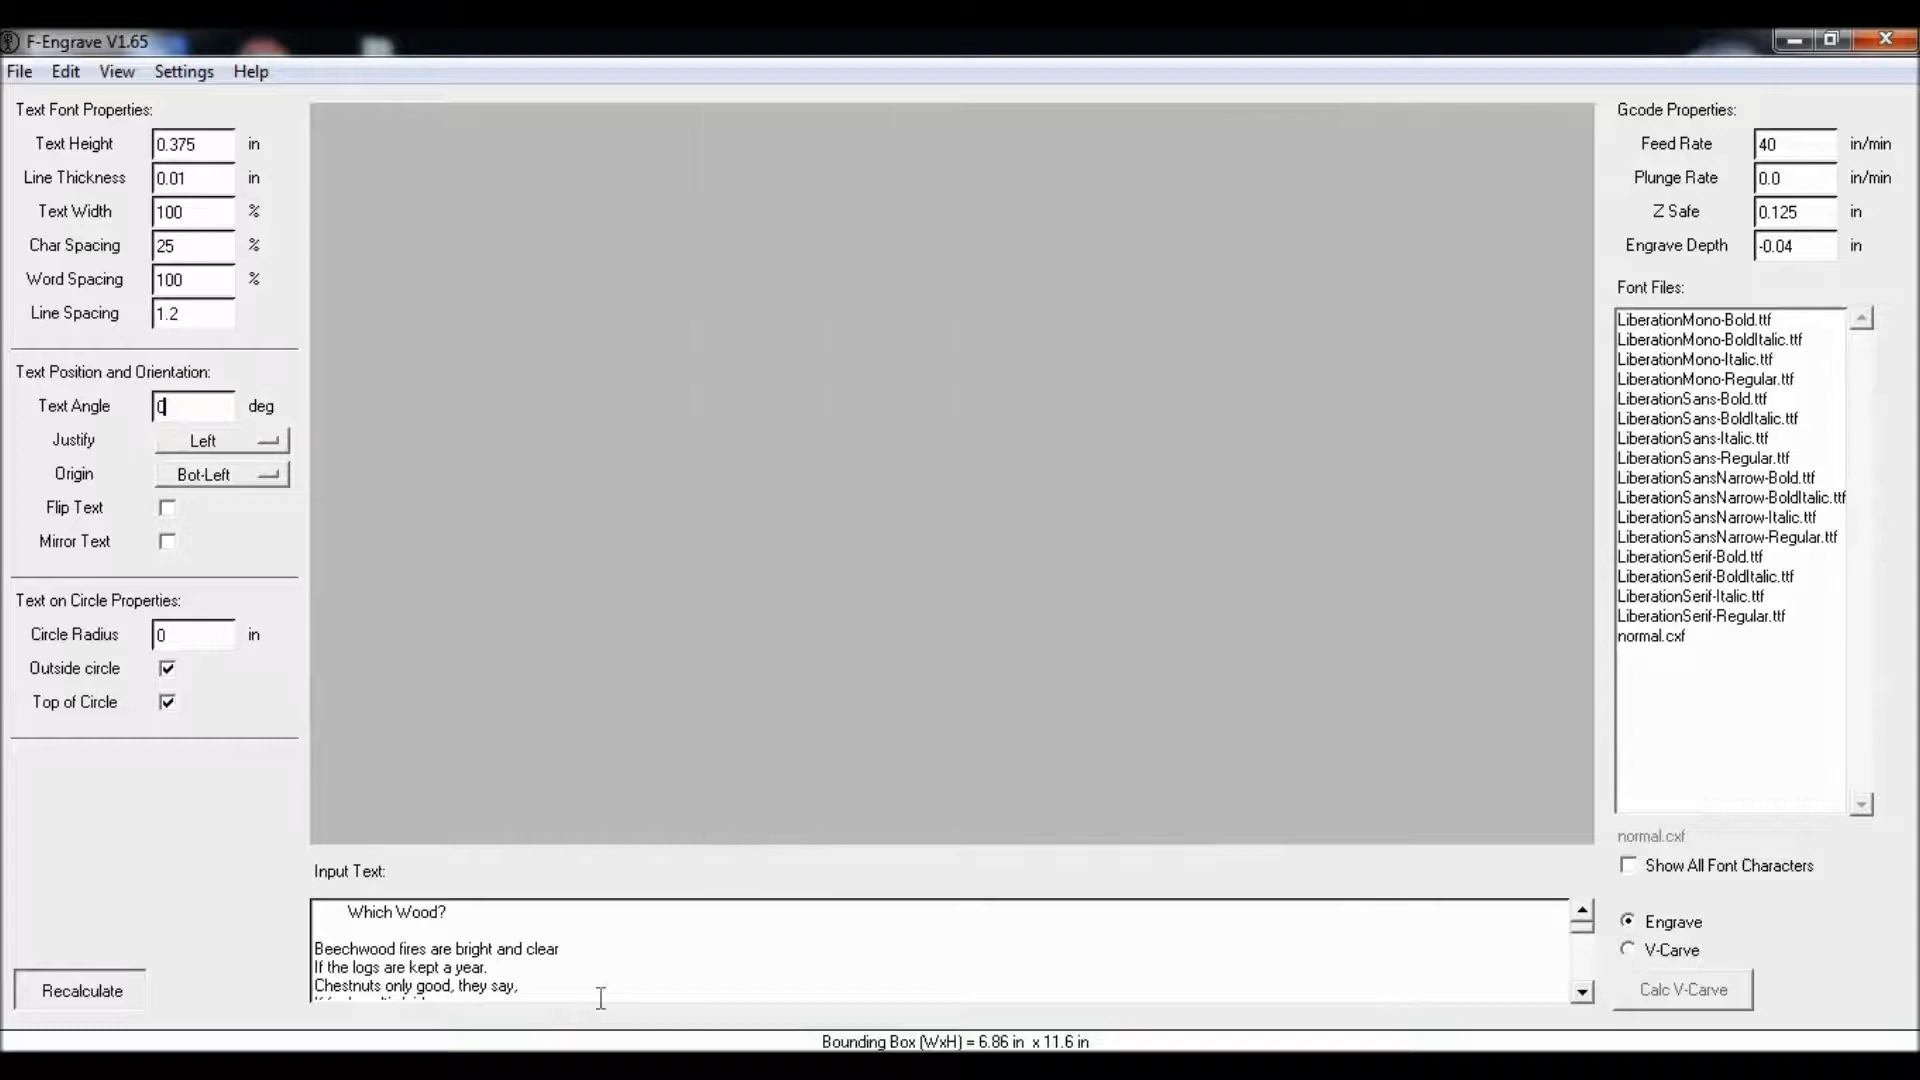 F-Engrave V1.65
File Edit View Settings Help
Text Font Properties:
Text Height 0.375 in
Line Thickness 0.01 in
Text Width 100 %
Char Spacing 25 %
Word Spacing 100 %
Line Spacing 1.2
Text Position and Orientation:
Text Angle 0 deg
Justify Left
Origin Bot-Left
Flip Text
Mirror Text
Text on Circle Properties:
Circle Radius 0 in
Outside circle
Top of Circle
Recalculate
Input Text:
Which Wood?
Beechwood fires are bright and clear
If the logs are kept a year.
Chestnuts only good, they say,
Bounding Box (WxH) = 6.86 in x 11.6 in
Gcode Properties:
Feed Rate 40 in/min
Plunge Rate 0.0 in/min
Z Safe 0.125 in
Engrave Depth -0.04 in
Font Files:
LiberationMono-Bold.ttf
LiberationMono-BoldItalic.ttf
LiberationMono-Italic.ttf
LiberationMono-Regular.ttf
LiberationSans-Bold.ttf
LiberationSans-BoldItalic.ttf
LiberationSans-Italic.ttf
LiberationSans-Regular.ttf
LiberationSansNarrow-Bold.ttf
LiberationSansNarrow-BoldItalic.ttf
LiberationSansNarrow-Italic.ttf
LiberationSansNarrow-Regular.ttf
LiberationSerif-Bold.ttf
LiberationSerif-BoldItalic.ttf
LiberationSerif-Italic.ttf
LiberationSerif-Regular.ttf
normal.cxf
normal.cxf
Show All Font Characters
Engrave
V-Carve
Calc V-Carve